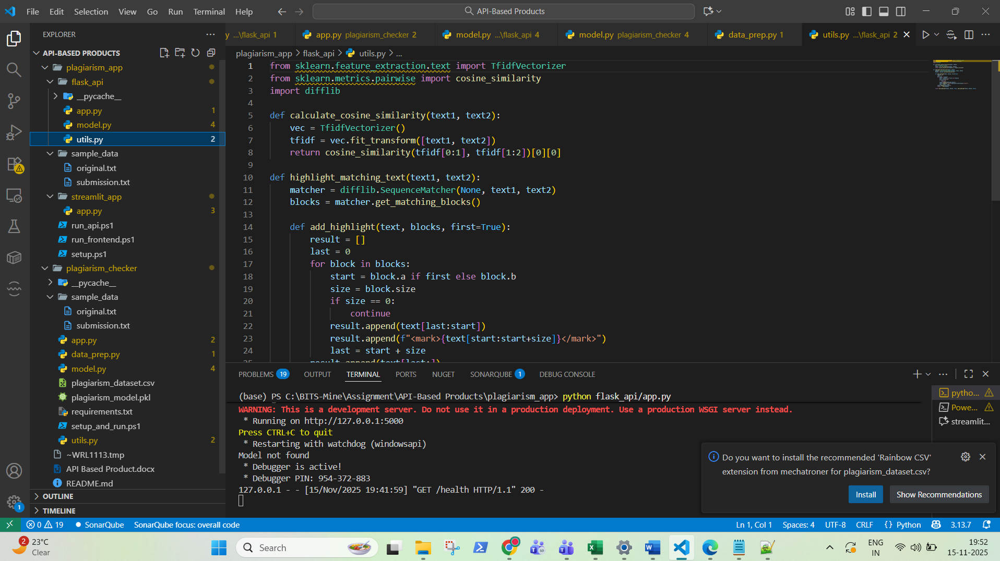 File Edit Selection View Go Run Terminal Help
API-Based Products
EXPLORER
API-BASED PRODUCTS
plagiarism_app
flask_api
__pycache__
app.py 1
model.py 4
utils.py 2
sample_data
original.txt
submission.txt
streamlit_app
app.py 3
run_api.ps1
run_frontend.ps1
setup.ps1
plagiarism_checker
__pycache__
sample_data
original.txt
submission.txt
app.py 2
data_prep.py 1
model.py 4
plagiarism_dataset.csv
plagiarism_model.pkl
requirements.txt
setup_and_run.ps1
utils.py 2
~WRL1113.tmp
API Based Product.docx
README.md
OUTLINE
TIMELINE
y ...\flask_api 1 app.py plagiarism_checker 2 model.py ...\flask_api 4 model.py plagiarism_checker 4 data_prep.py 1 utils.py ...\flask_api 2
plagiarism_app > flask_api > utils.py > ...
1 from sklearn.feature_extraction.text import TfidfVectorizer
2 from sklearn.metrics.pairwise import cosine_similarity
3 import difflib
4
5 def calculate_cosine_similarity(text1, text2):
6 vec = TfidfVectorizer()
7 tfidf = vec.fit_transform([text1, text2])
8 return cosine_similarity(tfidf[0:1], tfidf[1:2])[0][0]
9
10 def highlight_matching_text(text1, text2):
11 matcher = difflib.SequenceMatcher(None, text1, text2)
12 blocks = matcher.get_matching_blocks()
13
14 def add_highlight(text, blocks, first=True):
15 result = []
16 last = 0
17 for block in blocks:
18 start = block.a if first else block.b
19 size = block.size
20 if size == 0:
21 continue
22 result.append(text[last:start])
23 result.append(f"<mark>{text[start:start+size]}</mark>")
24 last = start + size
25 result.append(text[last:])
PROBLEMS 19 OUTPUT TERMINAL PORTS NUGET SONARQUBE 1 DEBUG CONSOLE
(base) PS C:\BITS-Mine\Assignment\API-Based Products\plagiarism_app> python flask_api/app.py
WARNING: This is a development server. Do not use it in a production deployment. Use a production WSGI server instead.
* Running on http://127.0.0.1:5000
Press CTRL+C to quit
* Restarting with watchdog (windowsapi)
Model not found
* Debugger is active!
* Debugger PIN: 954-372-883
127.0.0.1 - - [15/Nov/2025 19:41:59] "GET /health HTTP/1.1" 200 -
pytho...
Powe...
streamlit...
Do you want to install the recommended 'Rainbow CSV'
extension from mechatroner for plagiarism_dataset.csv?
Install Show Recommendations
1
0 19 SonarQube SonarQube focus: overall code Ln 1, Col 1 Spaces: 4 UTF-8 CRLF {} Python 3.13.7
2
23°C
Clear
Search
ENG
IN
19:52
15-11-2025